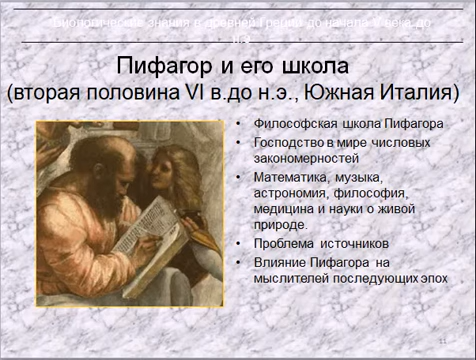 Биологические знания в древней Греции до начала V века до
н.э.
Пифагор и его школа
(вторая половина VI в.до н.э., Южная Италия)
• Философская школа Пифагора
• Господство в мире числовых
закономерностей
• Математика, музыка,
астрономия, философия,
медицина и науки о живой
природе.
• Проблема источников
• Влияние Пифагора на
мыслителей последующих эпох
11